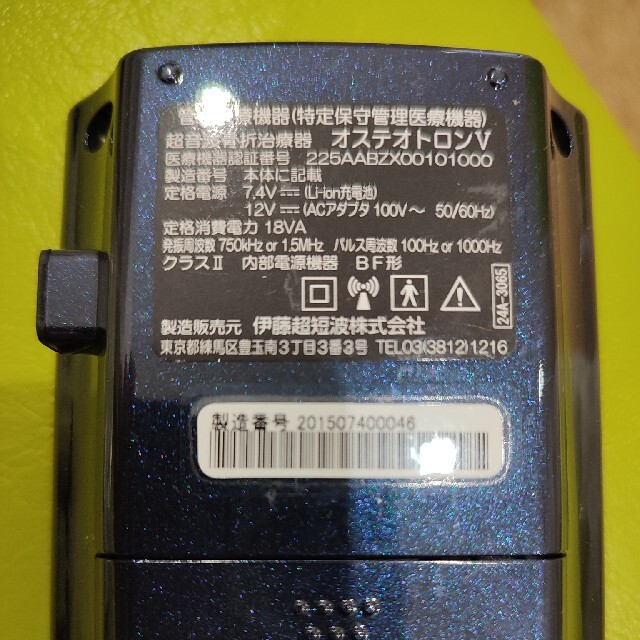 管理医療機器(特定保守管理医療機器)
超音波骨折治療器 オステオトロンV
医療機器認証番号 225AABZX00101000
製造番号 本体に記載
定格電源 7.4V⎓(Li-ion充電池)
12V⎓(ACアダプタ 100V～ 50/60Hz)
定格消費電力 18VA
発振周波数 750kHz or 1.5MHz パルス周波数 100Hz or 1000Hz
クラスⅡ 内部電源機器 BF形
24A-3065
製造販売元 伊藤超短波株式会社
東京都練馬区豊玉南3丁目3番3号 TEL03(3812)1216
製造番号 201507400046